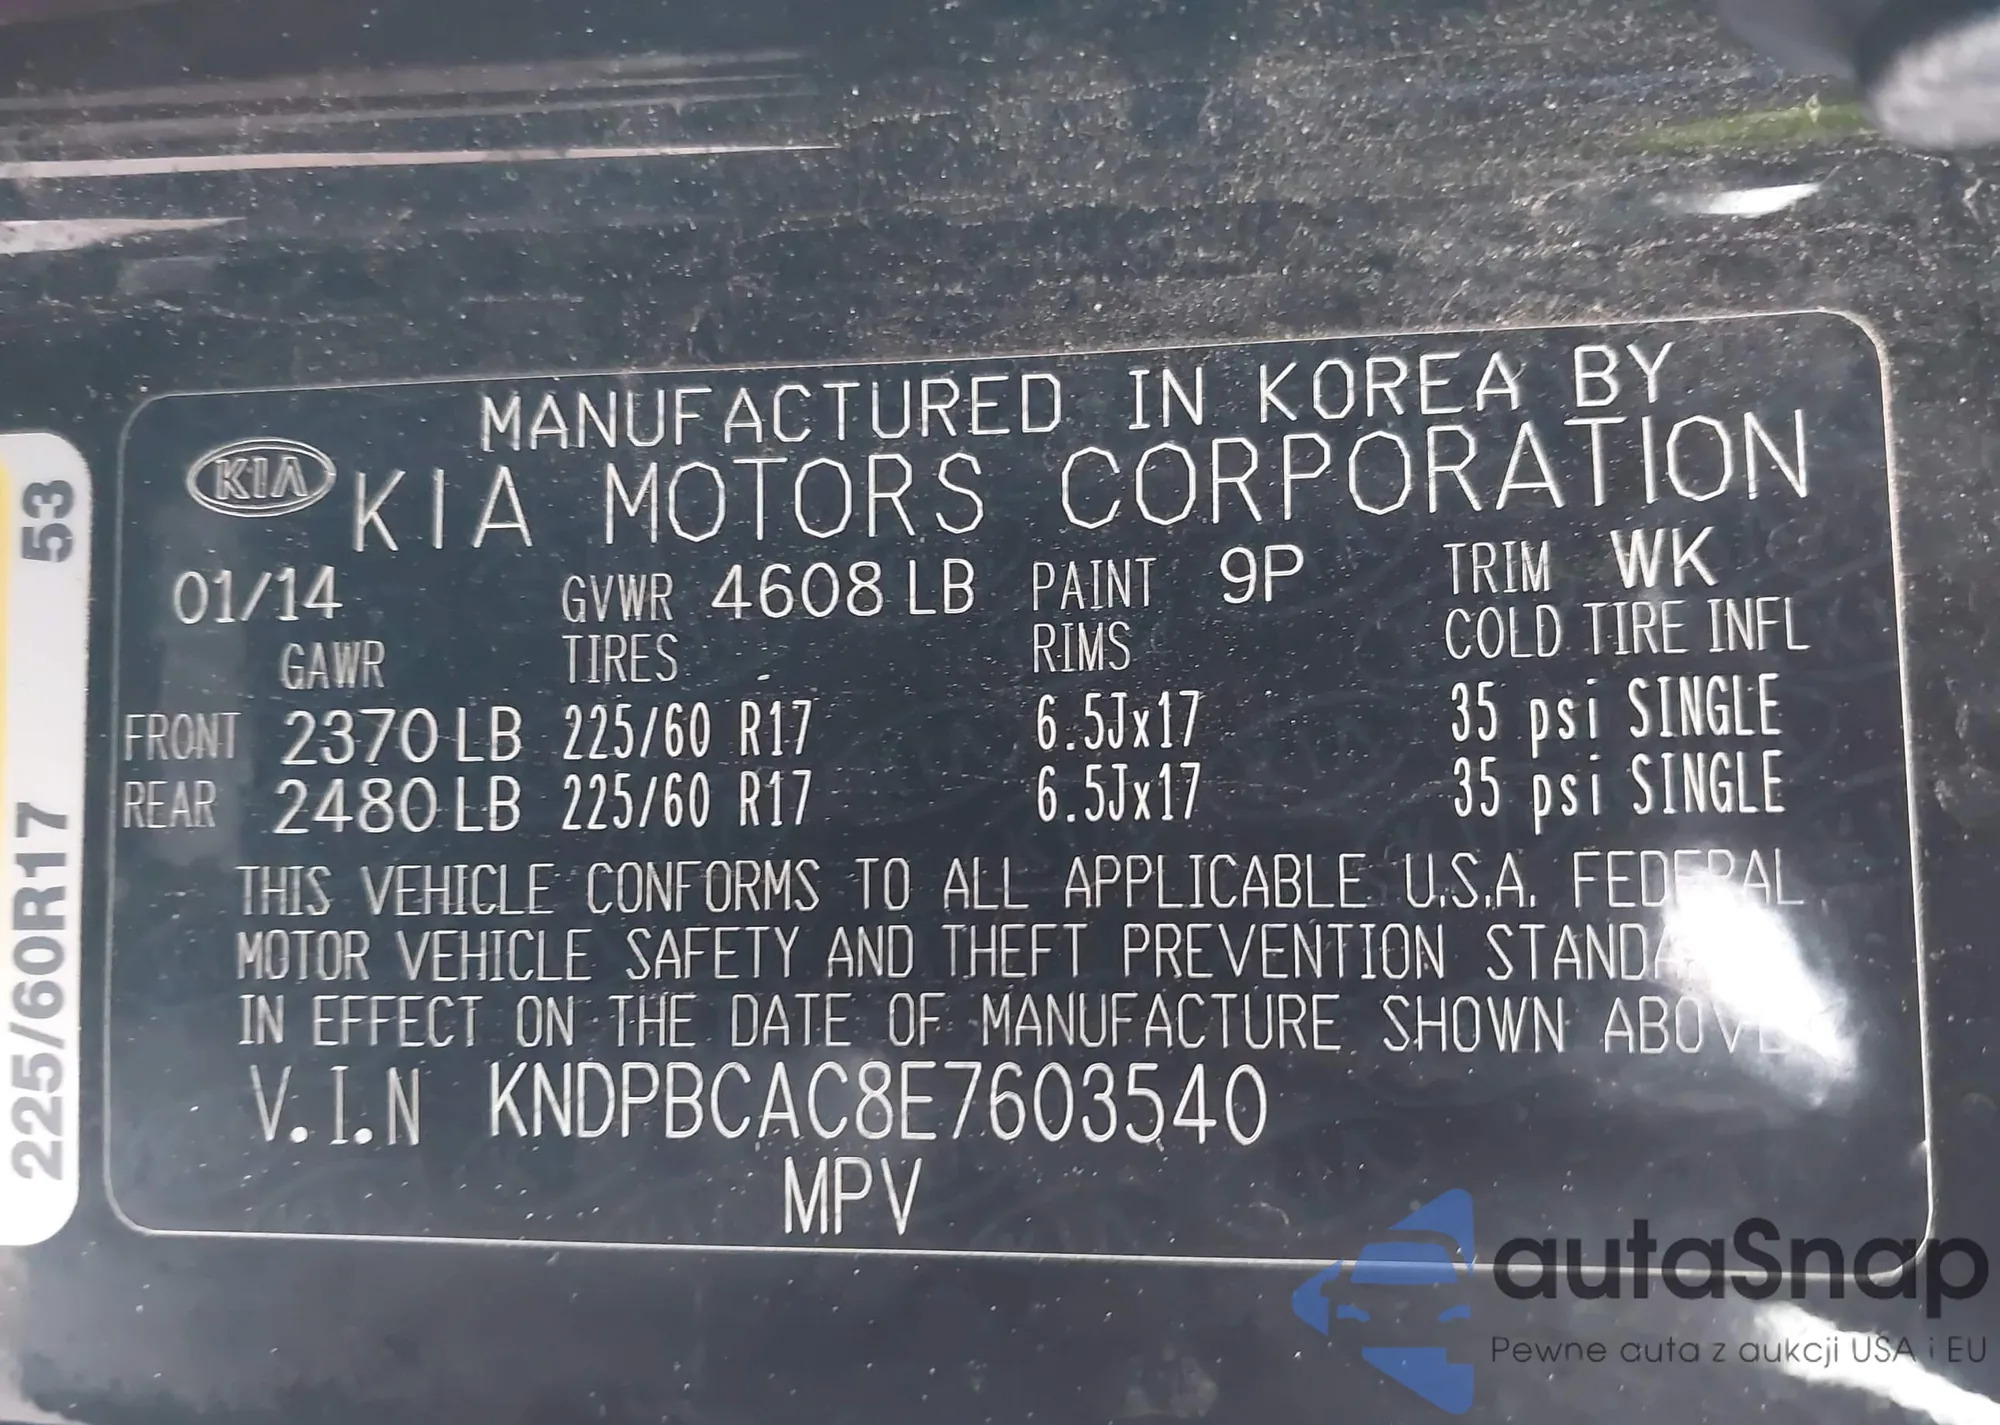 MANUFACTURED IN KOREA BY
KIA KIA MOTORS CORPORATION
01/14 GVWR 4608 LB PAINT 9P TRIM WK
GAWR TIRES RIMS COLD TIRE INFL
FRONT 2370 LB 225/60 R17 6.5Jx17 35 psi SINGLE
REAR 2480 LB 225/60 R17 6.5Jx17 35 psi SINGLE
THIS VEHICLE CONFORMS TO ALL APPLICABLE U.S.A. FEDERAL
MOTOR VEHICLE SAFETY AND THEFT PREVENTION
IN EFFECT ON THE DATE OF MANUFACTURE SHOWN ABOVE.
V.I.N KNDPBCAC8E7603540
MPV
225/60R17 53
autaSnap
Pewne auta z aukcji USA i EU